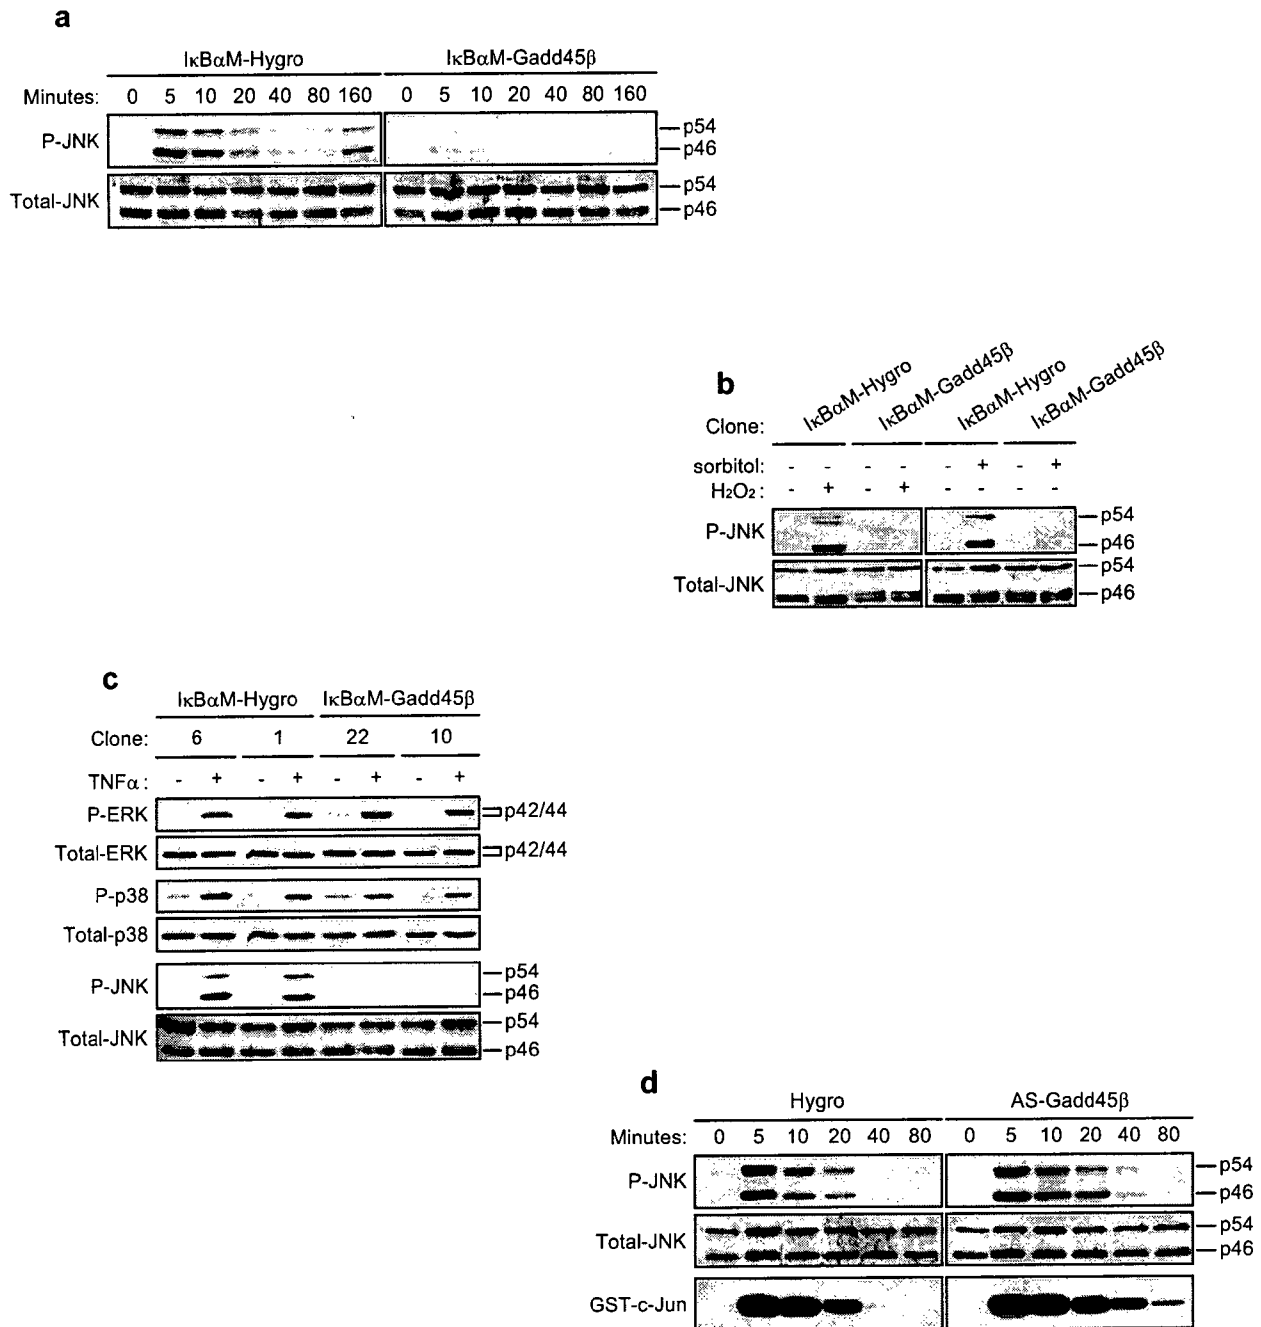 a
IκBαM-Hygro IκBαM-Gadd45β
Minutes: 0 5 10 20 40 80 160 0 5 10 20 40 80 160
P-JNK p54
p46
Total-JNK p54
p46
b
Clone: IκBαM-Hygro IκBαM-Gadd45β IκBαM-Hygro IκBαM-Gadd45β
sorbitol: - - - - - + - +
H₂O₂: - + - + - - - -
P-JNK p54
p46
Total-JNK p54
p46
c
IκBαM-Hygro IκBαM-Gadd45β
Clone: 6 1 22 10
TNFα: - + - + - + - +
P-ERK p42/44
Total-ERK p42/44
P-p38
Total-p38
P-JNK p54
p46
Total-JNK p54
p46
d
Hygro AS-Gadd45β
Minutes: 0 5 10 20 40 80 0 5 10 20 40 80
P-JNK p54
p46
Total-JNK p54
p46
GST-c-Jun